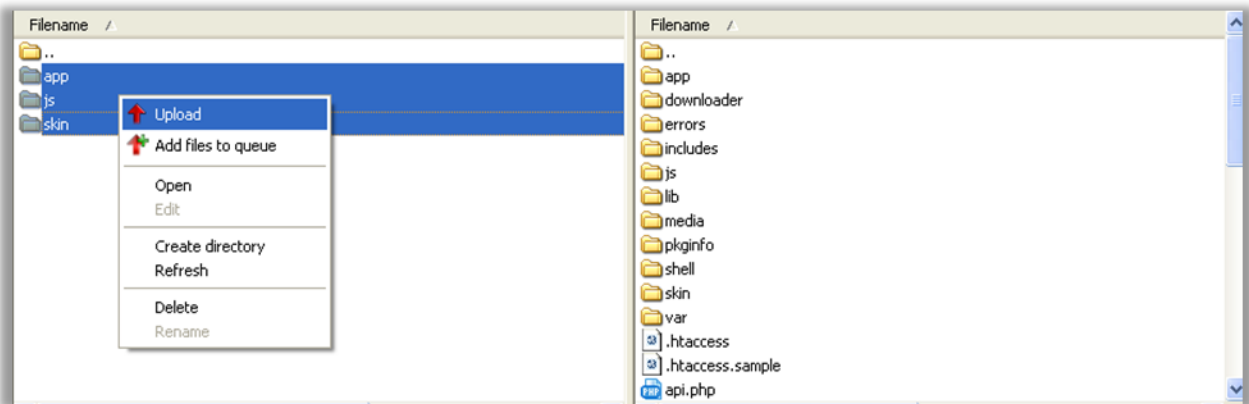 Filename
..
app
js
skin
Upload
Add files to queue
Open
Edit
Create directory
Refresh
Delete
Rename
Filename
..
app
downloader
errors
includes
js
lib
media
pkginfo
shell
skin
var
.htaccess
.htaccess.sample
PHP api.php